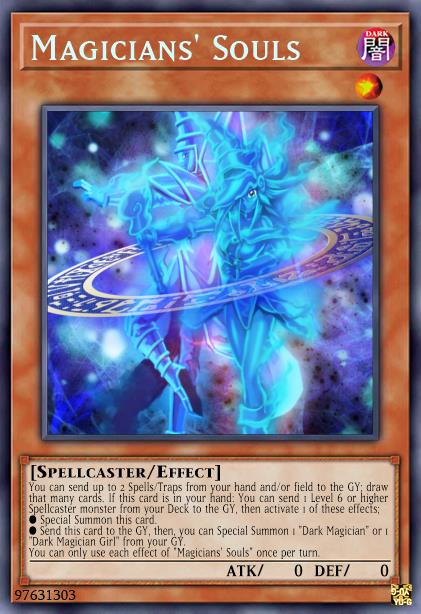 MAGICIANS' SOULS
DARK
闇
[SPELLCASTER/EFFECT]
You can send up to 2 Spells/Traps from your hand and/or field to the GY; draw
that many cards. If this card is in your hand: You can send 1 Level 6 or higher
Spellcaster monster from your Deck to the GY, then activate 1 of these effects;
● Special Summon this card.
● Send this card to the GY, then, you can Special Summon 1 "Dark Magician" or 1
"Dark Magician Girl" from your GY.
You can only use each effect of "Magicians' Souls" once per turn.
ATK/ 0 DEF/ 0
97631303